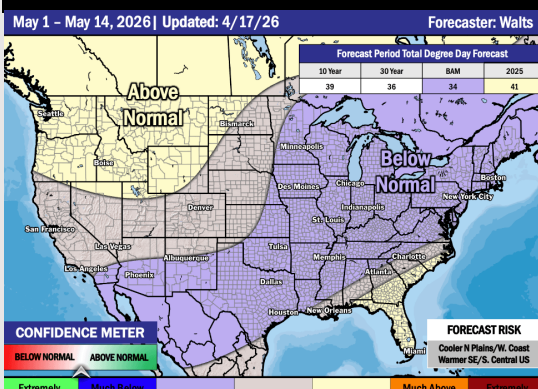 May 1 – May 14, 2026| Updated: 4/17/26
Forecaster: Walts
Forecast Period Total Degree Day Forecast
10 Year 30 Year BAM 2025
39 36 34 41
Above
Normal
Seattle
Bismarck
Minneapolis
Below
Normal
Boise
Boston
Des Moines
Chicago
New York City
Denver
Indianapolis
St. Louis
San Francisco
Las Vegas
Albuquerque
Tulsa
Memphis
Charlotte
Los Angeles
Phoenix
Atlanta
Dallas
Houston
New Orleans
Miami
CONFIDENCE METER
BELOW NORMAL ABOVE NORMAL
FORECAST RISK
Cooler N Plains/W. Coast
Warmer SE/S. Central US
Extremely Much Below Much Above Extremely